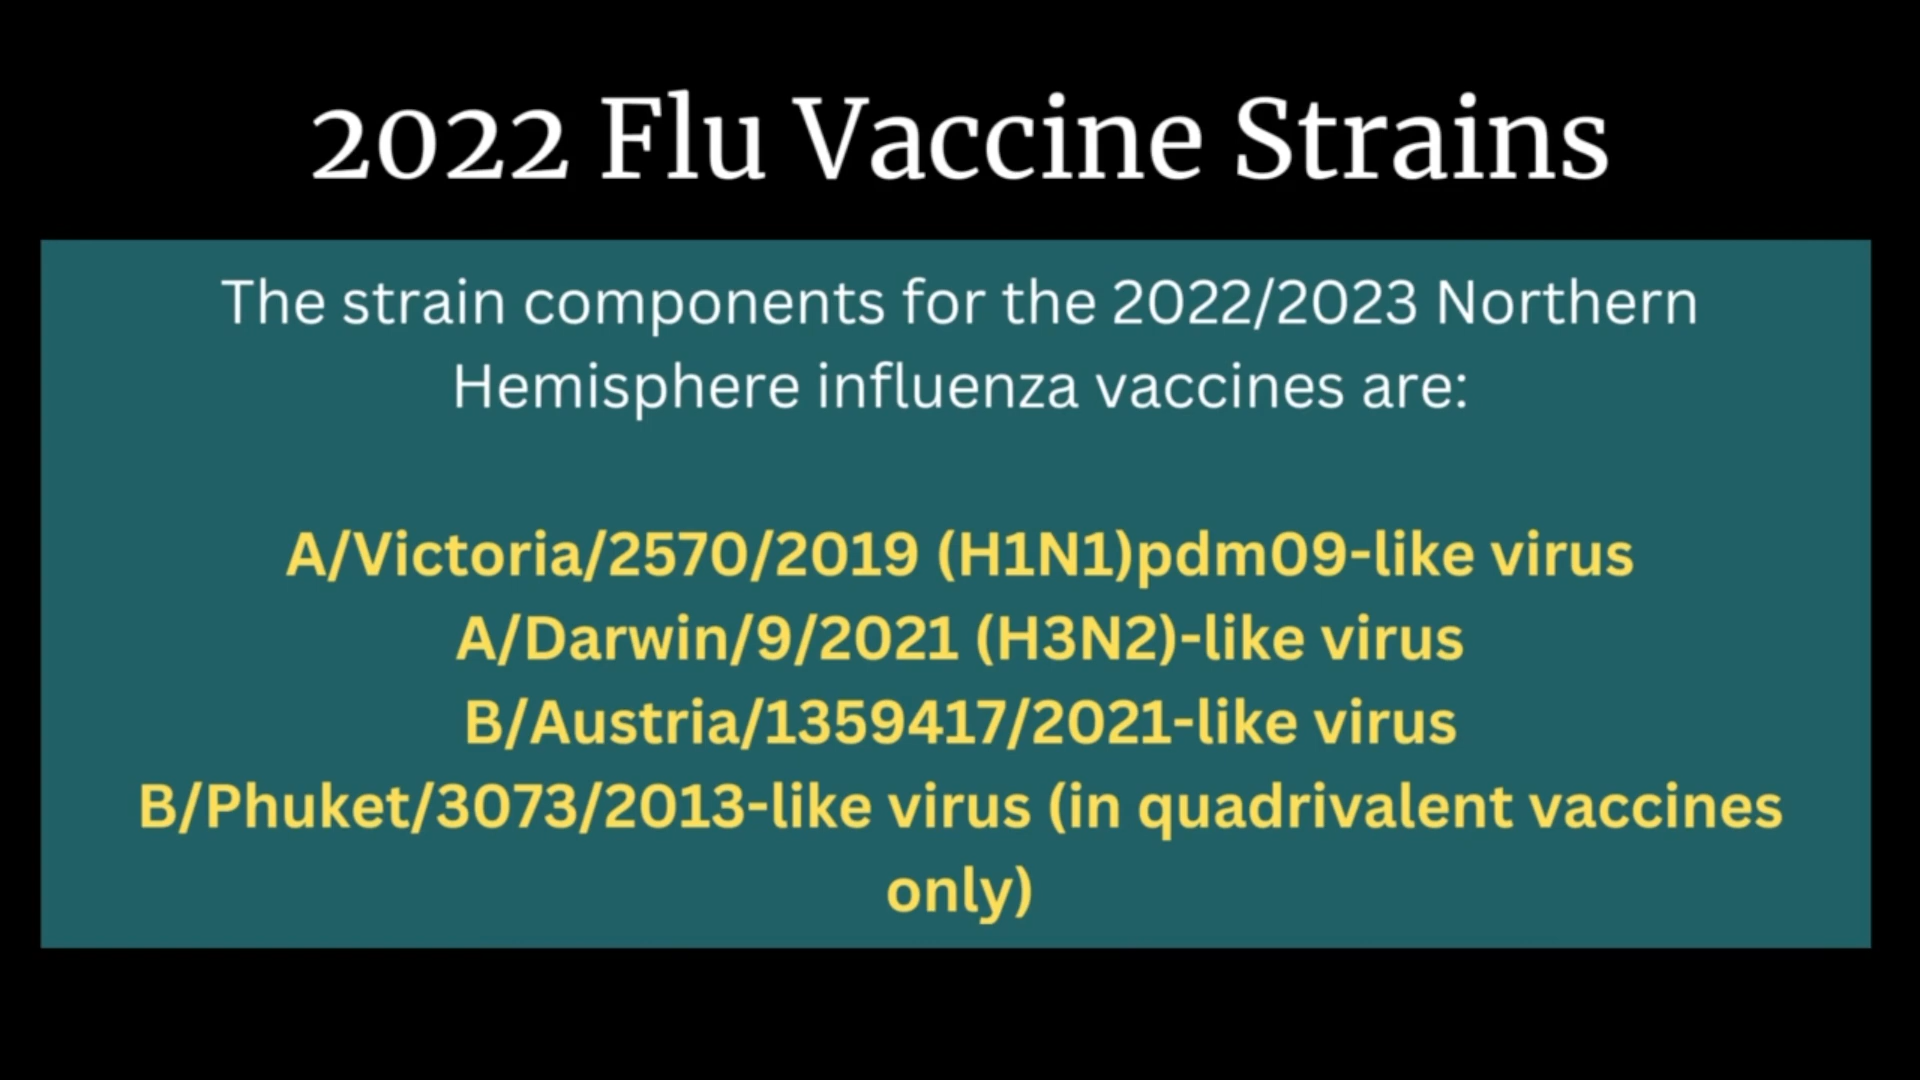 2022 Flu Vaccine Strains
The strain components for the 2022/2023 Northern
Hemisphere influenza vaccines are:
A/Victoria/2570/2019 (H1N1)pdm09-like virus
A/Darwin/9/2021 (H3N2)-like virus
B/Austria/1359417/2021-like virus
B/Phuket/3073/2013-like virus (in quadrivalent vaccines
only)